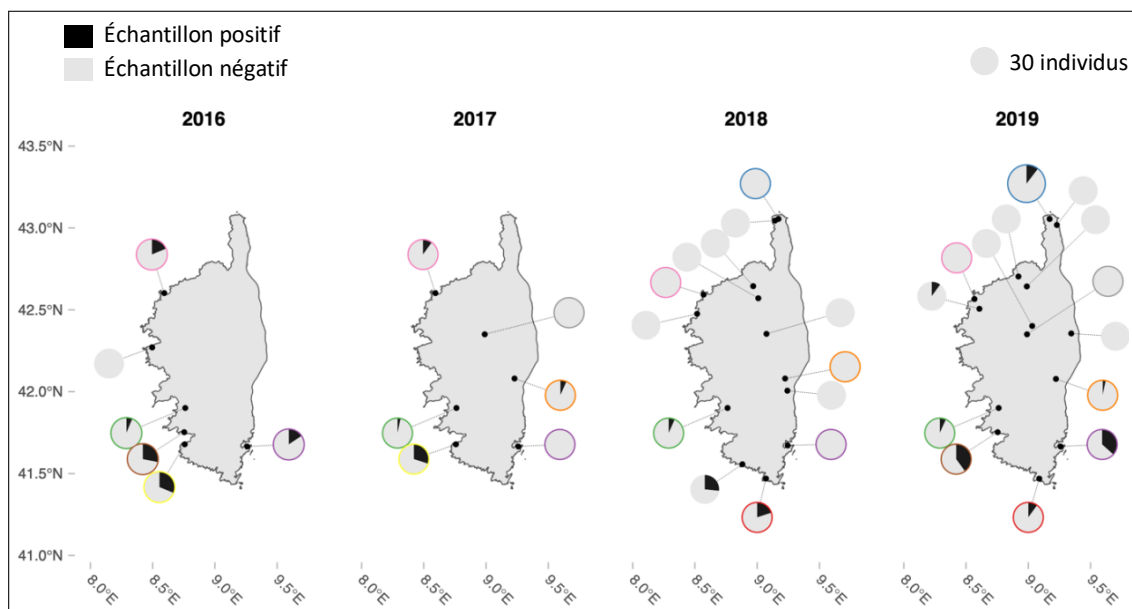 Échantillon positif
Échantillon négatif
30 individus
2016 2017 2018 2019
43.5°N
43.0°N
42.5°N
42.0°N
41.5°N
41.0°N
8.0°E 8.5°E 9.0°E 9.5°E 8.0°E 8.5°E 9.0°E 9.5°E 8.0°E 8.5°E 9.0°E 9.5°E 8.0°E 8.5°E 9.0°E 9.5°E